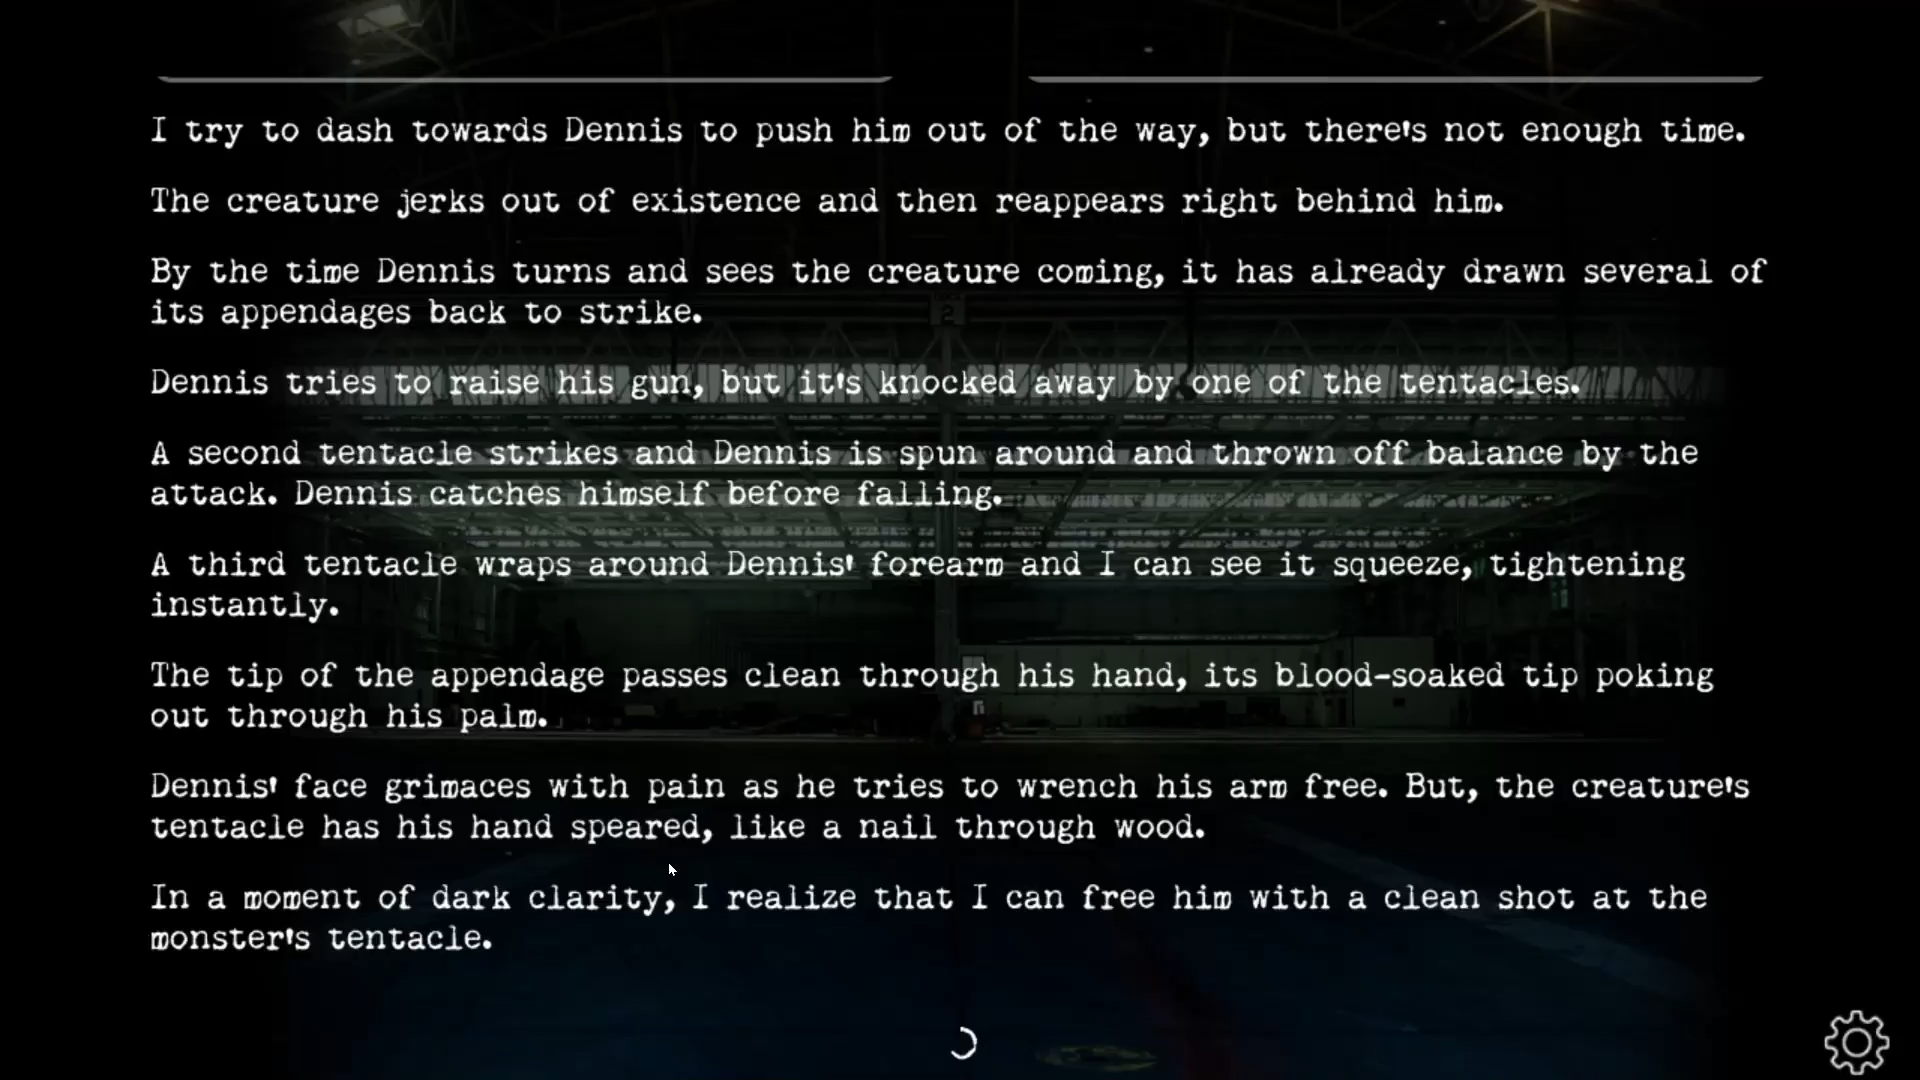 I try to dash towards Dennis to push him out of the way, but there's not enough time.
The creature jerks out of existence and then reappears right behind him.
By the time Dennis turns and sees the creature coming, it has already drawn several of
its appendages back to strike.
Dennis tries to raise his gun, but it's knocked away by one of the tentacles.
A second tentacle strikes and Dennis is spun around and thrown off balance by the
attack. Dennis catches himself before falling.
A third tentacle wraps around Dennis' forearm and I can see it squeeze, tightening
instantly.
The tip of the appendage passes clean through his hand, its blood-soaked tip poking
out through his palm.
Dennis' face grimaces with pain as he tries to wrench his arm free. But, the creature's
tentacle has his hand speared, like a nail through wood.
In a moment of dark clarity, I realize that I can free him with a clean shot at the
monster's tentacle.